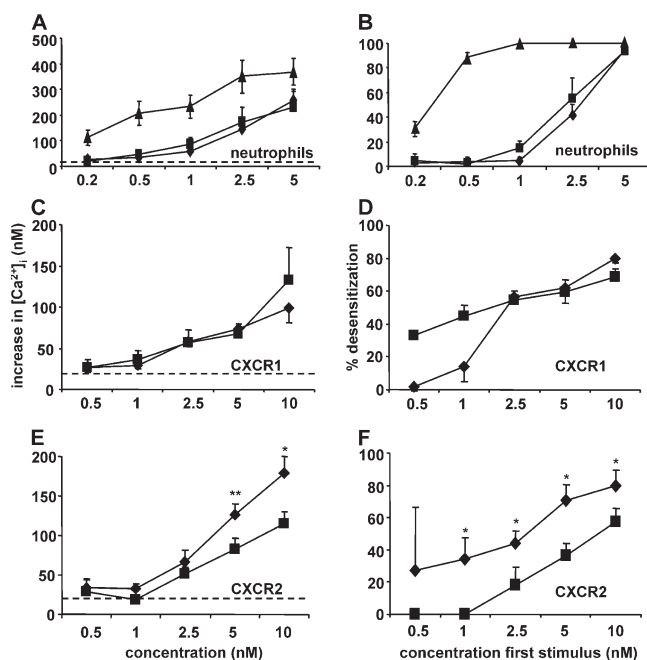 A
500
400
300
200
100
0
neutrophils
0.2 0.5 1 2.5 5
B
100
80
60
40
20
0
neutrophils
0.2 0.5 1 2.5 5
C
200
150
100
50
0
CXCR1
0.5 1 2.5 5 10
increase in [Ca²⁺]i (nM)
D
100
80
60
40
20
0
CXCR1
0.5 1 2.5 5 10
% desensitization
E
200
150
100
50
0
** *
CXCR2
0.5 1 2.5 5 10
concentration (nM)
F
100
80
60
40
20
0
* * * *
CXCR2
0.5 1 2.5 5 10
concentration first stimulus (nM)